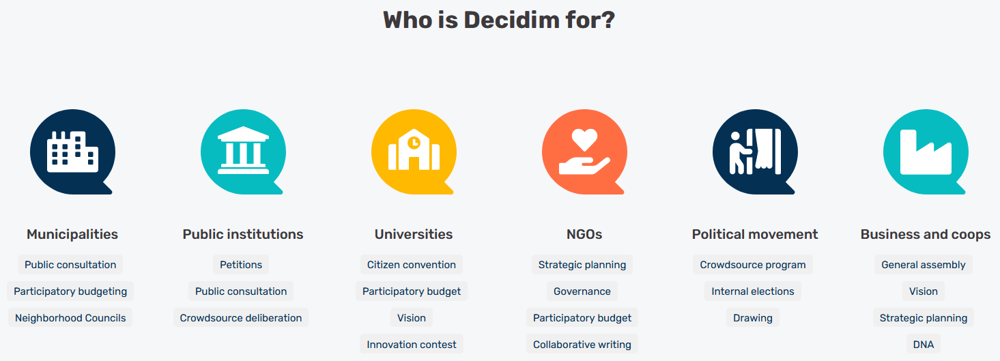 Who is Decidim for?
Municipalities
Public consultation
Participatory budgeting
Neighborhood Councils
Public institutions
Petitions
Public consultation
Crowdsource deliberation
Universities
Citizen convention
Participatory budget
Vision
Innovation contest
NGOs
Strategic planning
Governance
Participatory budget
Collaborative writing
Political movement
Crowdsource program
Internal elections
Drawing
Business and coops
General assembly
Vision
Strategic planning
DNA